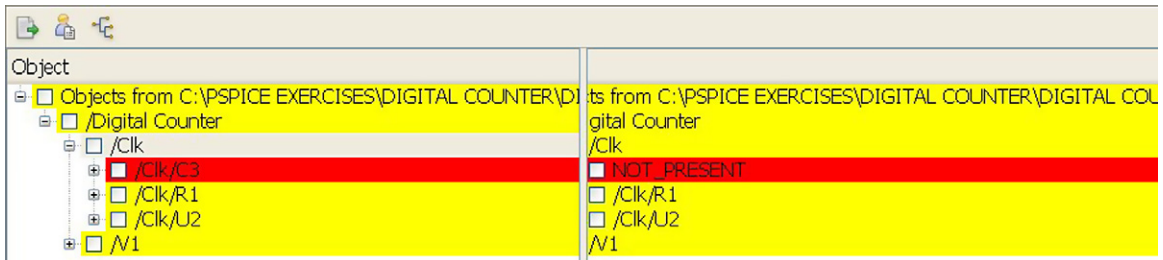 Object
Objects from C:\PSPICE EXERCISES\DIGITAL COUNTER\DI ts from C:\PSPICE EXERCISES\DIGITAL COUNTER\DIGITAL COU
/Digital Counter gital Counter
/Clk /Clk
/Clk/C3 NOT_PRESENT
/Clk/R1 /Clk/R1
/Clk/U2 /Clk/U2
/V1 /V1